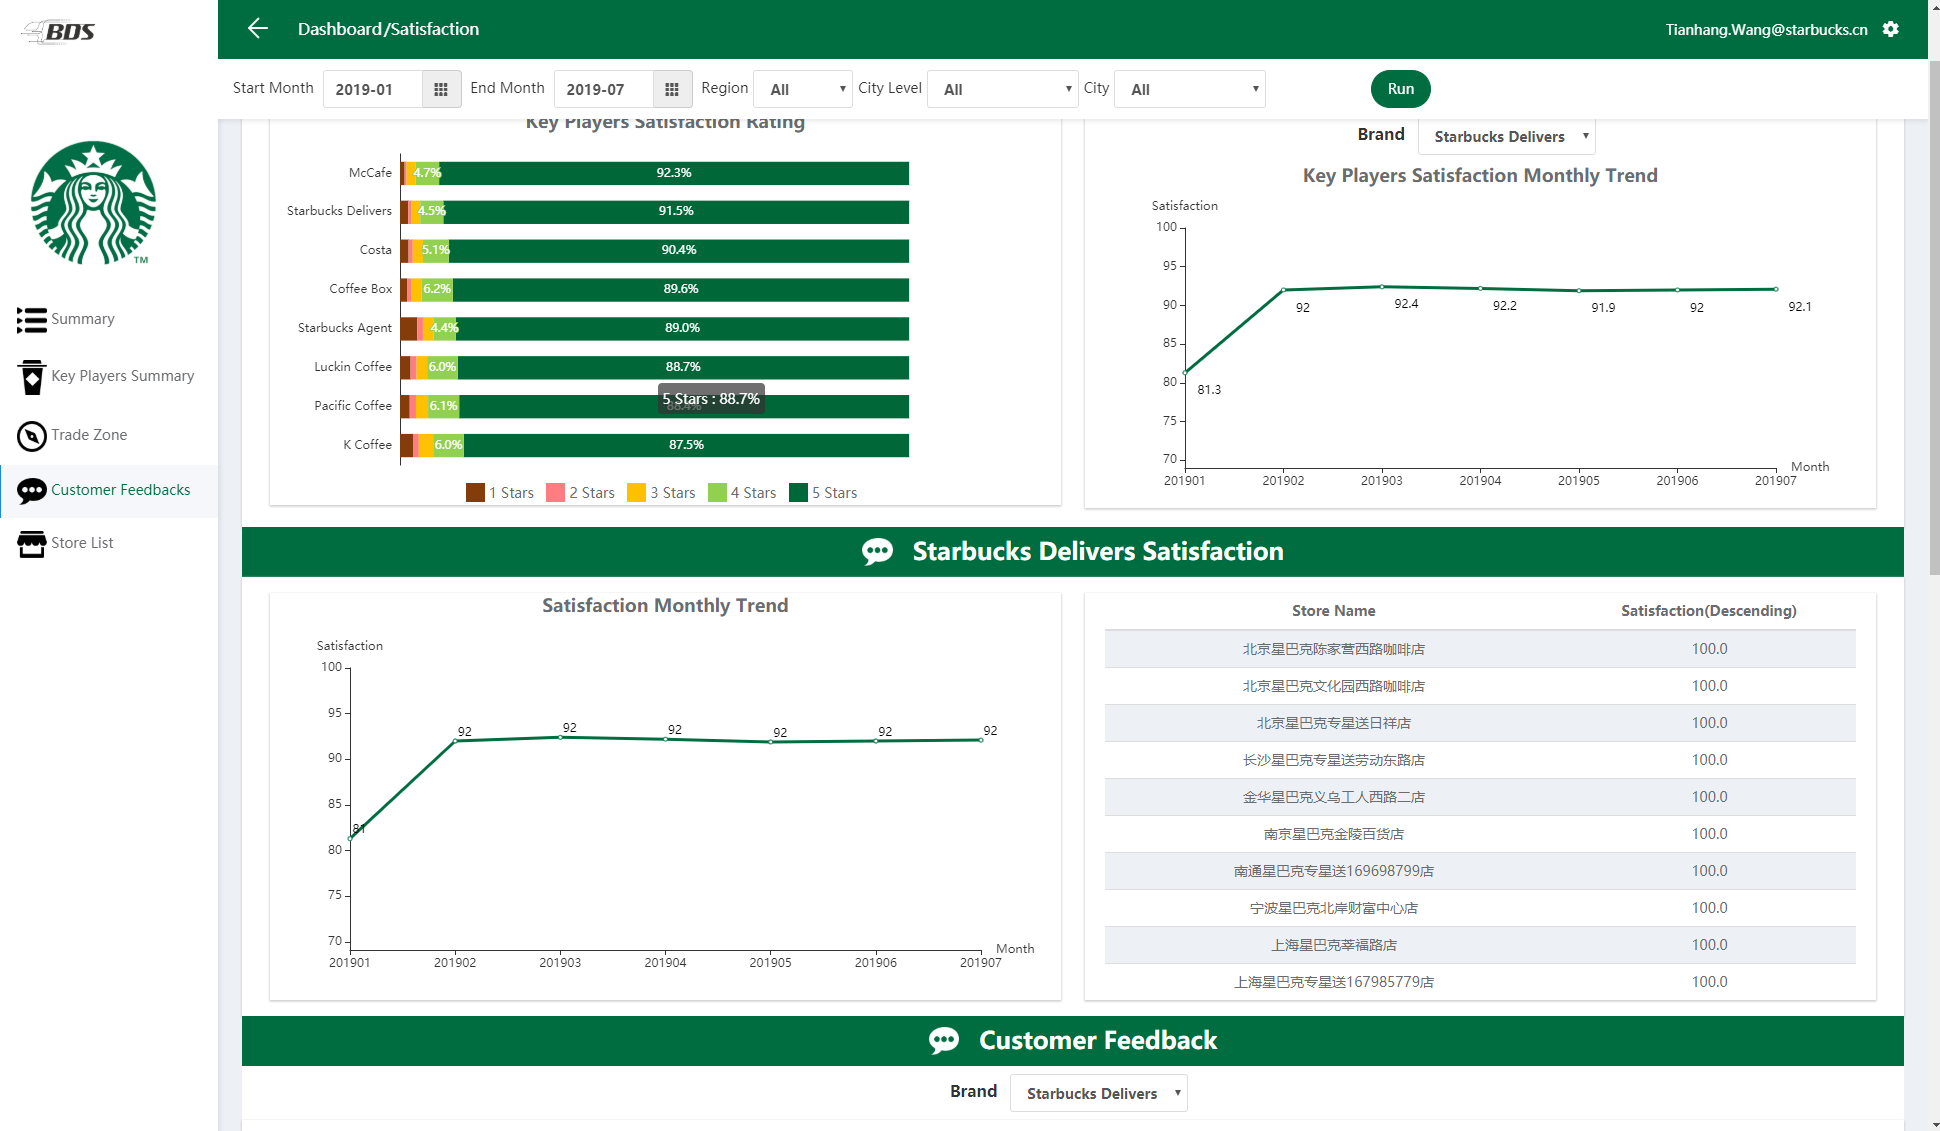 BDS
Dashboard/Satisfaction
Tianhang.Wang@starbucks.cn
Start Month
2019-01
End Month
2019-07
Region
All
City Level
All
City
All
Run
TM
Summary
Key Players Summary
Trade Zone
Customer Feedbacks
Store List
Key Players Satisfaction Rating
McCafe
4.7%
92.3%
Starbucks Delivers
4.5%
91.5%
Costa
5.1%
90.4%
Coffee Box
6.2%
89.6%
Starbucks Agent
4.4%
89.0%
Luckin Coffee
6.0%
88.7%
5 Stars : 88.7%
Pacific Coffee
6.1%
88.4%
K Coffee
6.0%
87.5%
1 Stars
2 Stars
3 Stars
4 Stars
5 Stars
Brand
Starbucks Delivers
Key Players Satisfaction Monthly Trend
Satisfaction
100
95
90
85
80
75
70
81.3
92
92.4
92.2
91.9
92
92.1
Month
201901
201902
201903
201904
201905
201906
201907
Starbucks Delivers Satisfaction
Satisfaction Monthly Trend
Satisfaction
100
95
90
85
80
75
70
81
92
92
92
92
92
92
Month
201901
201902
201903
201904
201905
201906
201907
Store Name
Satisfaction(Descending)
北京星巴克陈家营西路咖啡店
100.0
北京星巴克文化园西路咖啡店
100.0
北京星巴克专星送日祥店
100.0
长沙星巴克专星送劳动东路店
100.0
金华星巴克义乌工人西路二店
100.0
南京星巴克金陵百货店
100.0
南通星巴克专星送169698799店
100.0
宁波星巴克北岸财富中心店
100.0
上海星巴克莘福路店
100.0
上海星巴克专星送167985779店
100.0
Customer Feedback
Brand
Starbucks Delivers